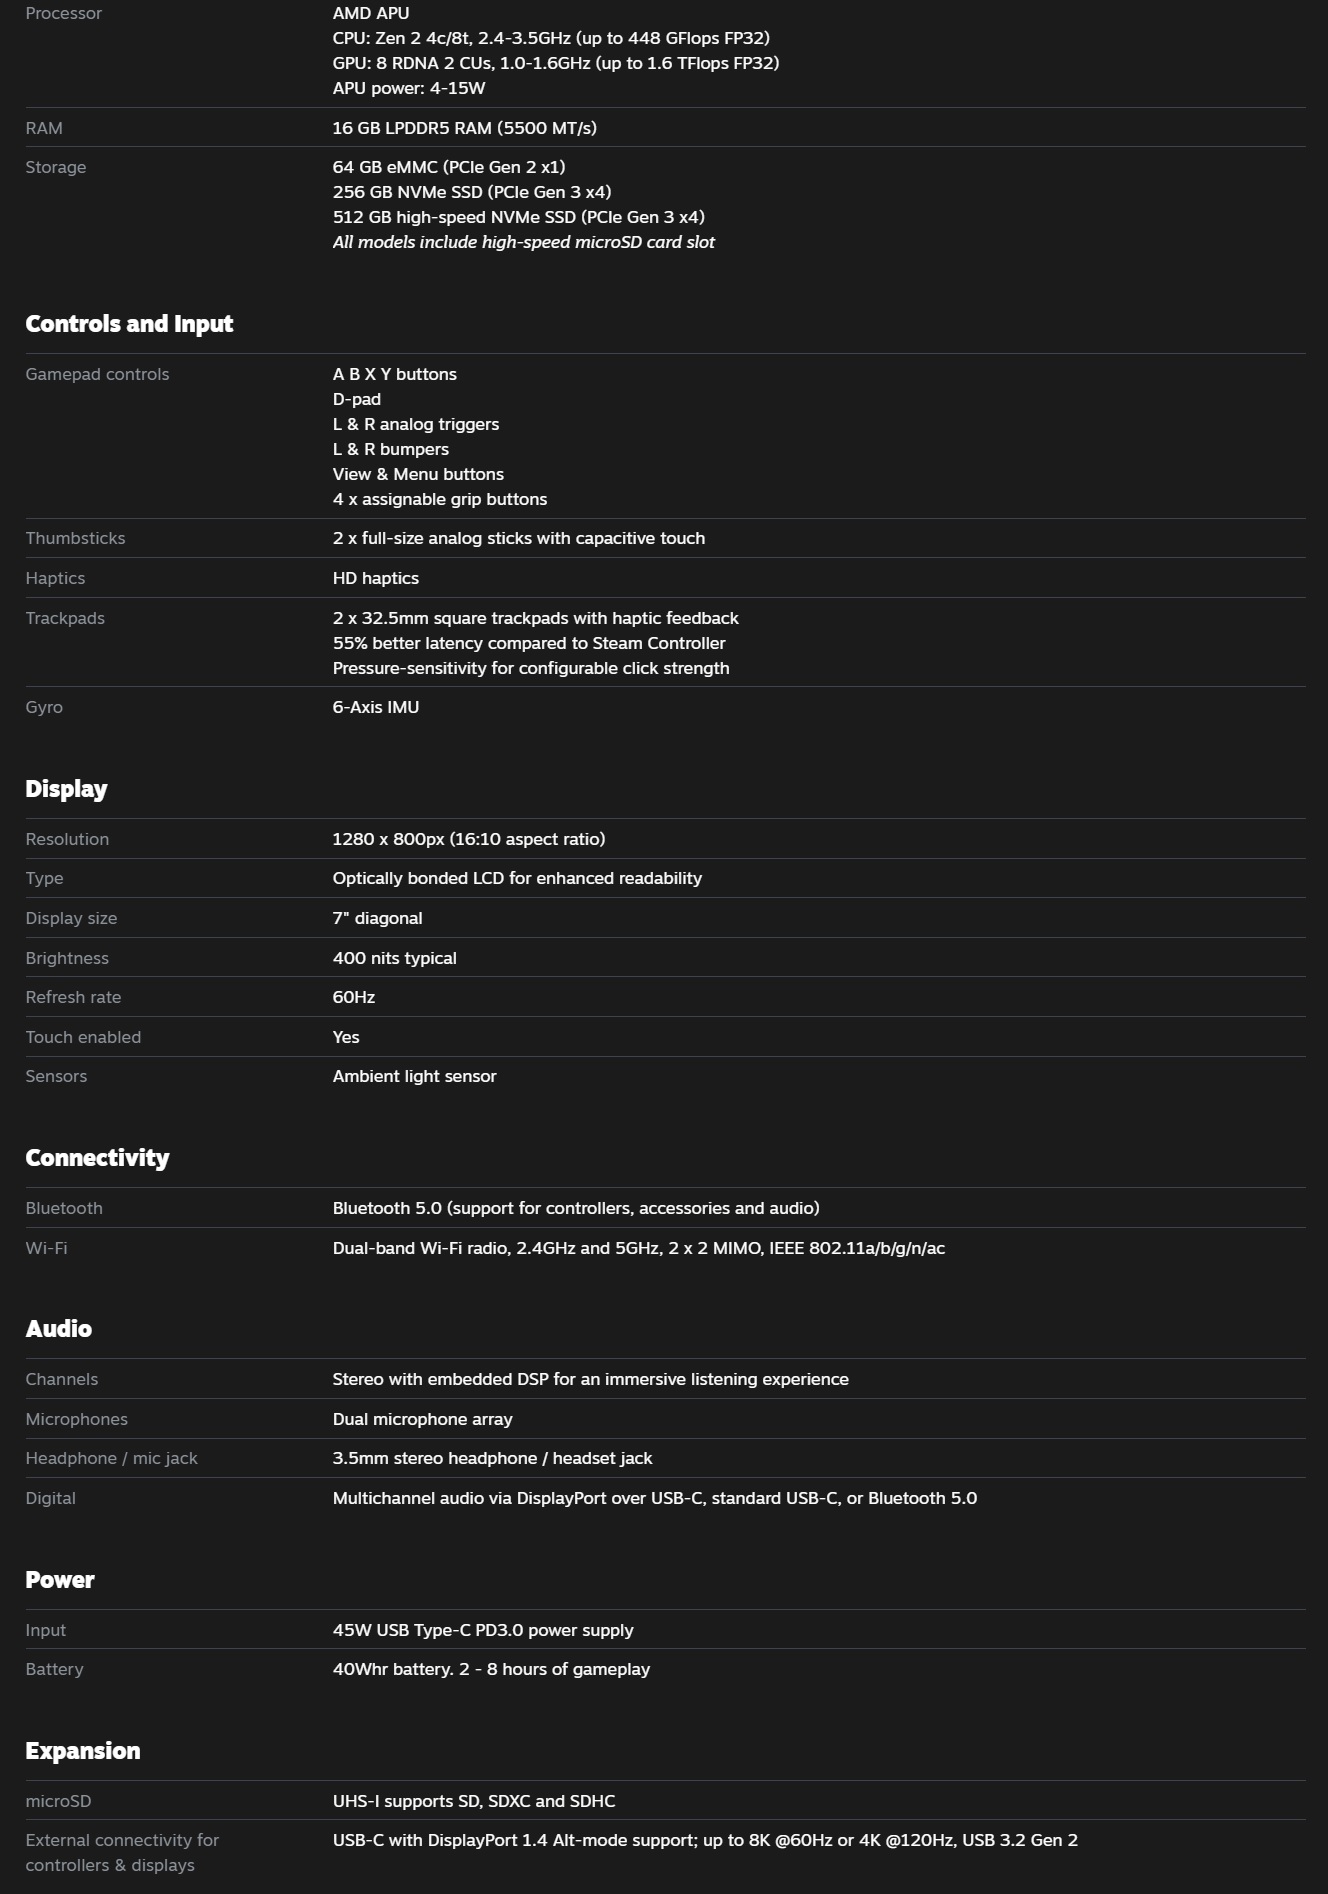 Processor
AMD APU
CPU: Zen 2 4c/8t, 2.4-3.5GHz (up to 448 GFlops FP32)
GPU: 8 RDNA 2 CUs, 1.0-1.6GHz (up to 1.6 TFlops FP32)
APU power: 4-15W
RAM
16 GB LPDDR5 RAM (5500 MT/s)
Storage
64 GB eMMC (PCIe Gen 2 x1)
256 GB NVMe SSD (PCIe Gen 3 x4)
512 GB high-speed NVMe SSD (PCIe Gen 3 x4)
All models include high-speed microSD card slot
Controls and Input
Gamepad controls
A B X Y buttons
D-pad
L & R analog triggers
L & R bumpers
View & Menu buttons
4 x assignable grip buttons
Thumbsticks
2 x full-size analog sticks with capacitive touch
Haptics
HD haptics
Trackpads
2 x 32.5mm square trackpads with haptic feedback
55% better latency compared to Steam Controller
Pressure-sensitivity for configurable click strength
Gyro
6-Axis IMU
Display
Resolution
1280 x 800px (16:10 aspect ratio)
Type
Optically bonded LCD for enhanced readability
Display size
7" diagonal
Brightness
400 nits typical
Refresh rate
60Hz
Touch enabled
Yes
Sensors
Ambient light sensor
Connectivity
Bluetooth
Bluetooth 5.0 (support for controllers, accessories and audio)
Wi-Fi
Dual-band Wi-Fi radio, 2.4GHz and 5GHz, 2 x 2 MIMO, IEEE 802.11a/b/g/n/ac
Audio
Channels
Stereo with embedded DSP for an immersive listening experience
Microphones
Dual microphone array
Headphone / mic jack
3.5mm stereo headphone / headset jack
Digital
Multichannel audio via DisplayPort over USB-C, standard USB-C, or Bluetooth 5.0
Power
Input
45W USB Type-C PD3.0 power supply
Battery
40Whr battery. 2 - 8 hours of gameplay
Expansion
microSD
UHS-I supports SD, SDXC and SDHC
External connectivity for
controllers & displays
USB-C with DisplayPort 1.4 Alt-mode support; up to 8K @60Hz or 4K @120Hz, USB 3.2 Gen 2